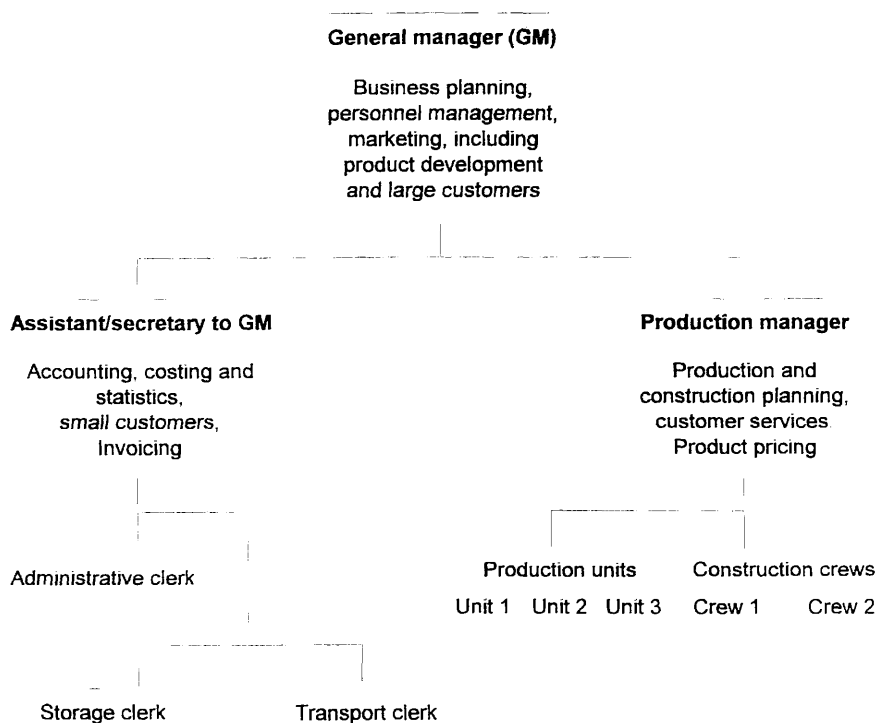 General manager (GM)
Business planning,
personnel management,
marketing, including
product development
and large customers
Assistant/secretary to GM
Accounting, costing and
statistics,
small customers,
Invoicing
Production manager
Production and
construction planning,
customer services
Product pricing
Administrative clerk
Production units
Unit 1 Unit 2 Unit 3
Construction crews
Crew 1 Crew 2
Storage clerk
Transport clerk